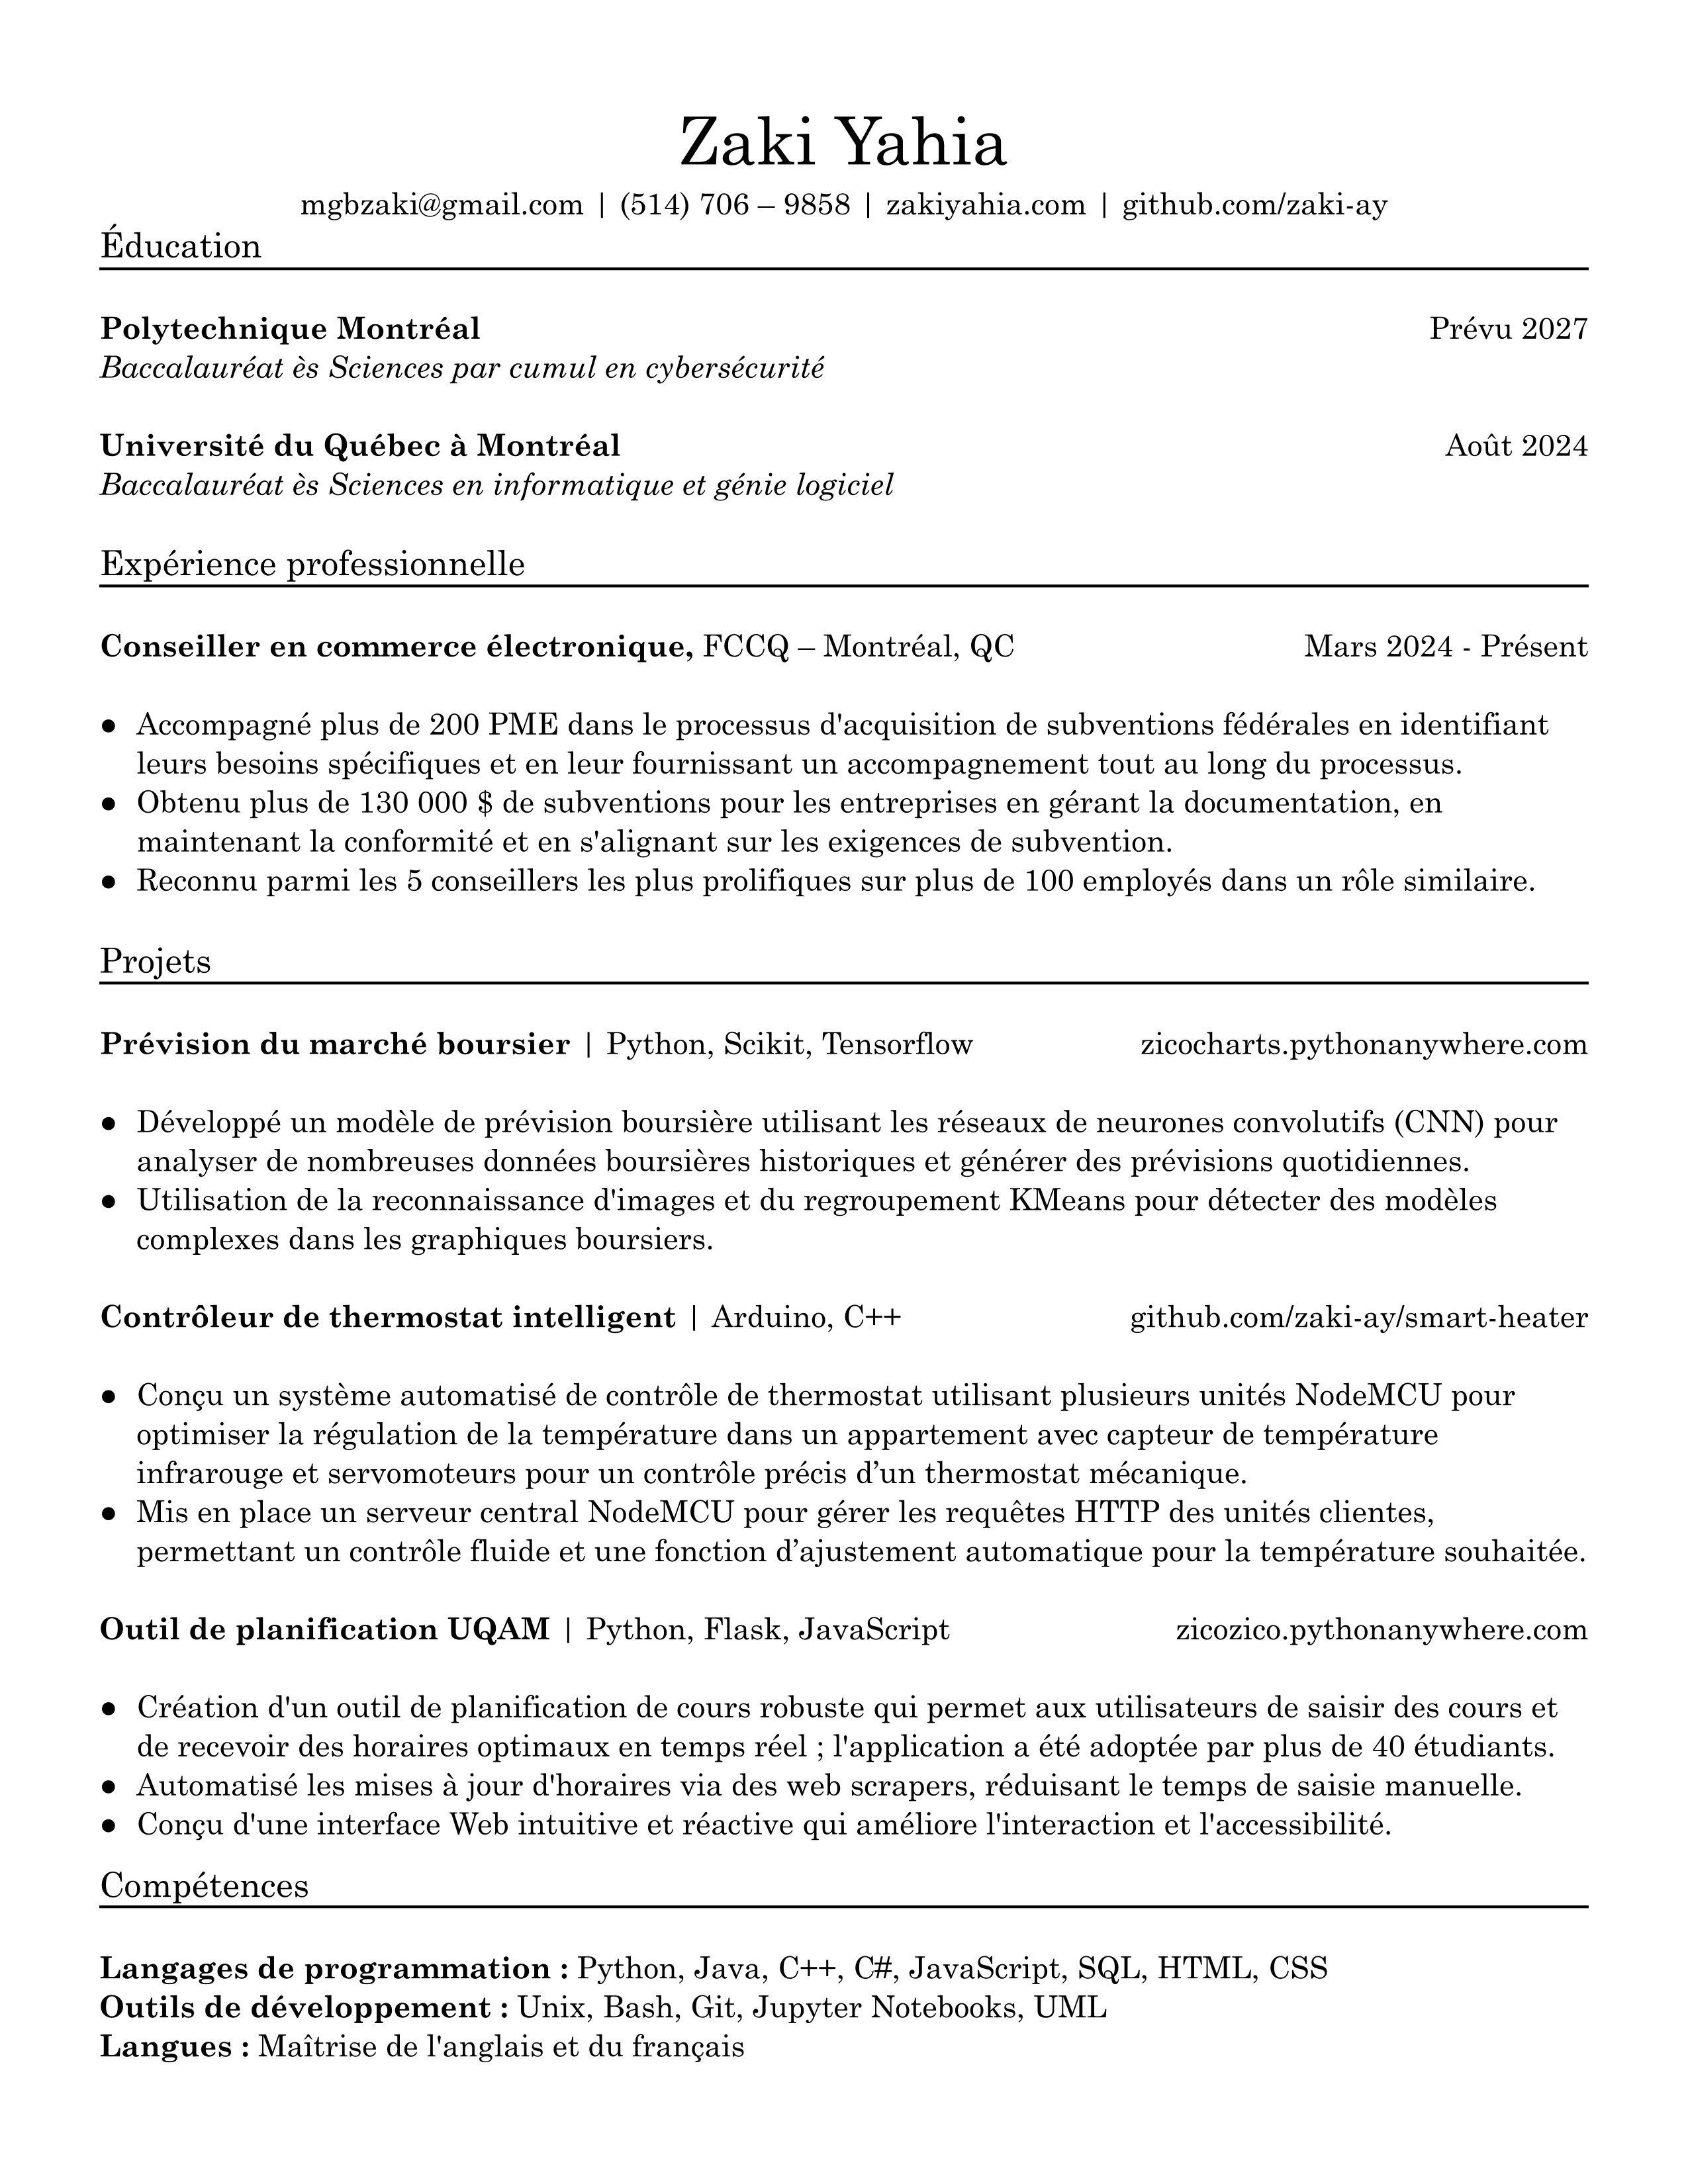 Zaki Yahia
mgbzaki@gmail.com | (514) 706 – 9858 | zakiyahia.com | github.com/zaki-ay
Éducation
Polytechnique Montréal Prévu 2027
Baccalauréat ès Sciences par cumul en cybersécurité
Université du Québec à Montréal Août 2024
Baccalauréat ès Sciences en informatique et génie logiciel
Expérience professionnelle
Conseiller en commerce électronique, FCCQ – Montréal, QC Mars 2024 - Présent
● Accompagné plus de 200 PME dans le processus d'acquisition de subventions fédérales en identifiant
leurs besoins spécifiques et en leur fournissant un accompagnement tout au long du processus.
● Obtenu plus de 130 000 $ de subventions pour les entreprises en gérant la documentation, en
maintenant la conformité et en s'alignant sur les exigences de subvention.
● Reconnu parmi les 5 conseillers les plus prolifiques sur plus de 100 employés dans un rôle similaire.
Projets
Prévision du marché boursier | Python, Scikit, Tensorflow zicocharts.pythonanywhere.com
● Développé un modèle de prévision boursière utilisant les réseaux de neurones convolutifs (CNN) pour
analyser de nombreuses données boursières historiques et générer des prévisions quotidiennes.
● Utilisation de la reconnaissance d'images et du regroupement KMeans pour détecter des modèles
complexes dans les graphiques boursiers.
Contrôleur de thermostat intelligent | Arduino, C++ github.com/zaki-ay/smart-heater
● Conçu un système automatisé de contrôle de thermostat utilisant plusieurs unités NodeMCU pour
optimiser la régulation de la température dans un appartement avec capteur de température
infrarouge et servomoteurs pour un contrôle précis d’un thermostat mécanique.
● Mis en place un serveur central NodeMCU pour gérer les requêtes HTTP des unités clientes,
permettant un contrôle fluide et une fonction d’ajustement automatique pour la température souhaitée.
Outil de planification UQAM | Python, Flask, JavaScript zicozico.pythonanywhere.com
● Création d'un outil de planification de cours robuste qui permet aux utilisateurs de saisir des cours et
de recevoir des horaires optimaux en temps réel ; l'application a été adoptée par plus de 40 étudiants.
● Automatisé les mises à jour d'horaires via des web scrapers, réduisant le temps de saisie manuelle.
● Conçu d'une interface Web intuitive et réactive qui améliore l'interaction et l'accessibilité.
Compétences
Langages de programmation : Python, Java, C++, C#, JavaScript, SQL, HTML, CSS
Outils de développement : Unix, Bash, Git, Jupyter Notebooks, UML
Langues : Maîtrise de l'anglais et du français